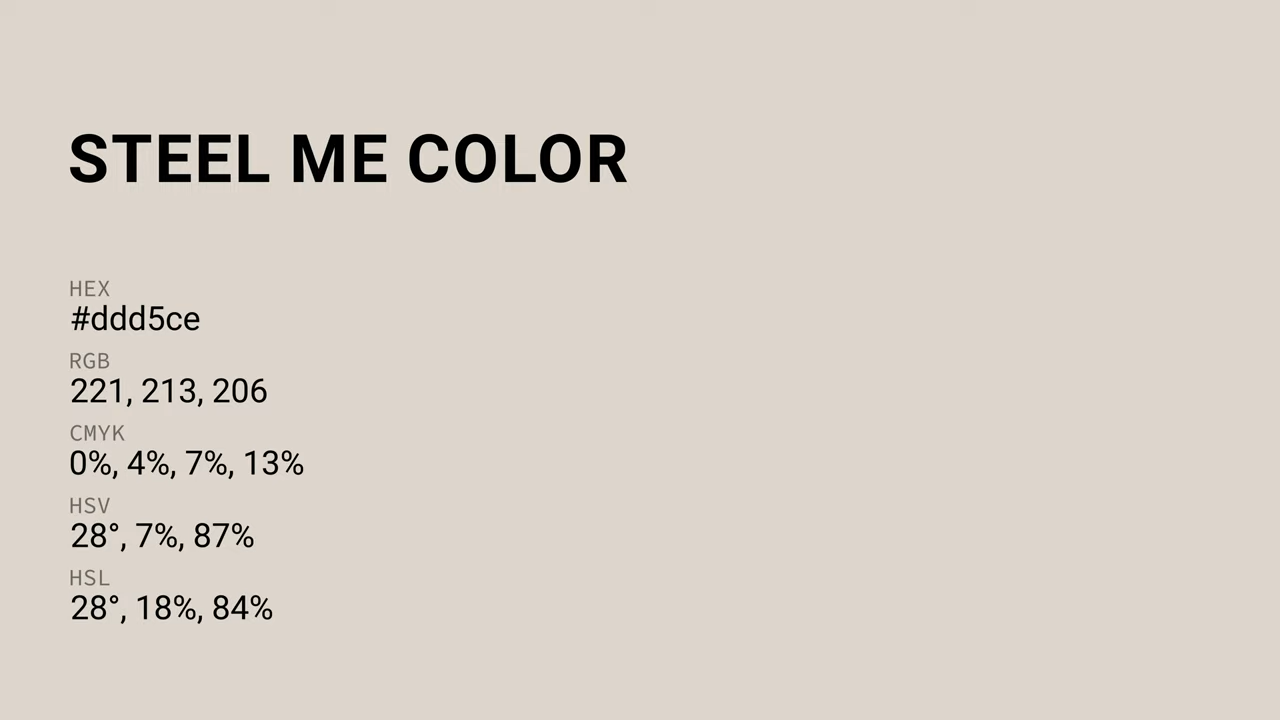 STEEL ME COLOR
HEX
#ddd5ce
RGB
221, 213, 206
CMYK
0%, 4%, 7%, 13%
HSV
28°, 7%, 87%
HSL
28°, 18%, 84%